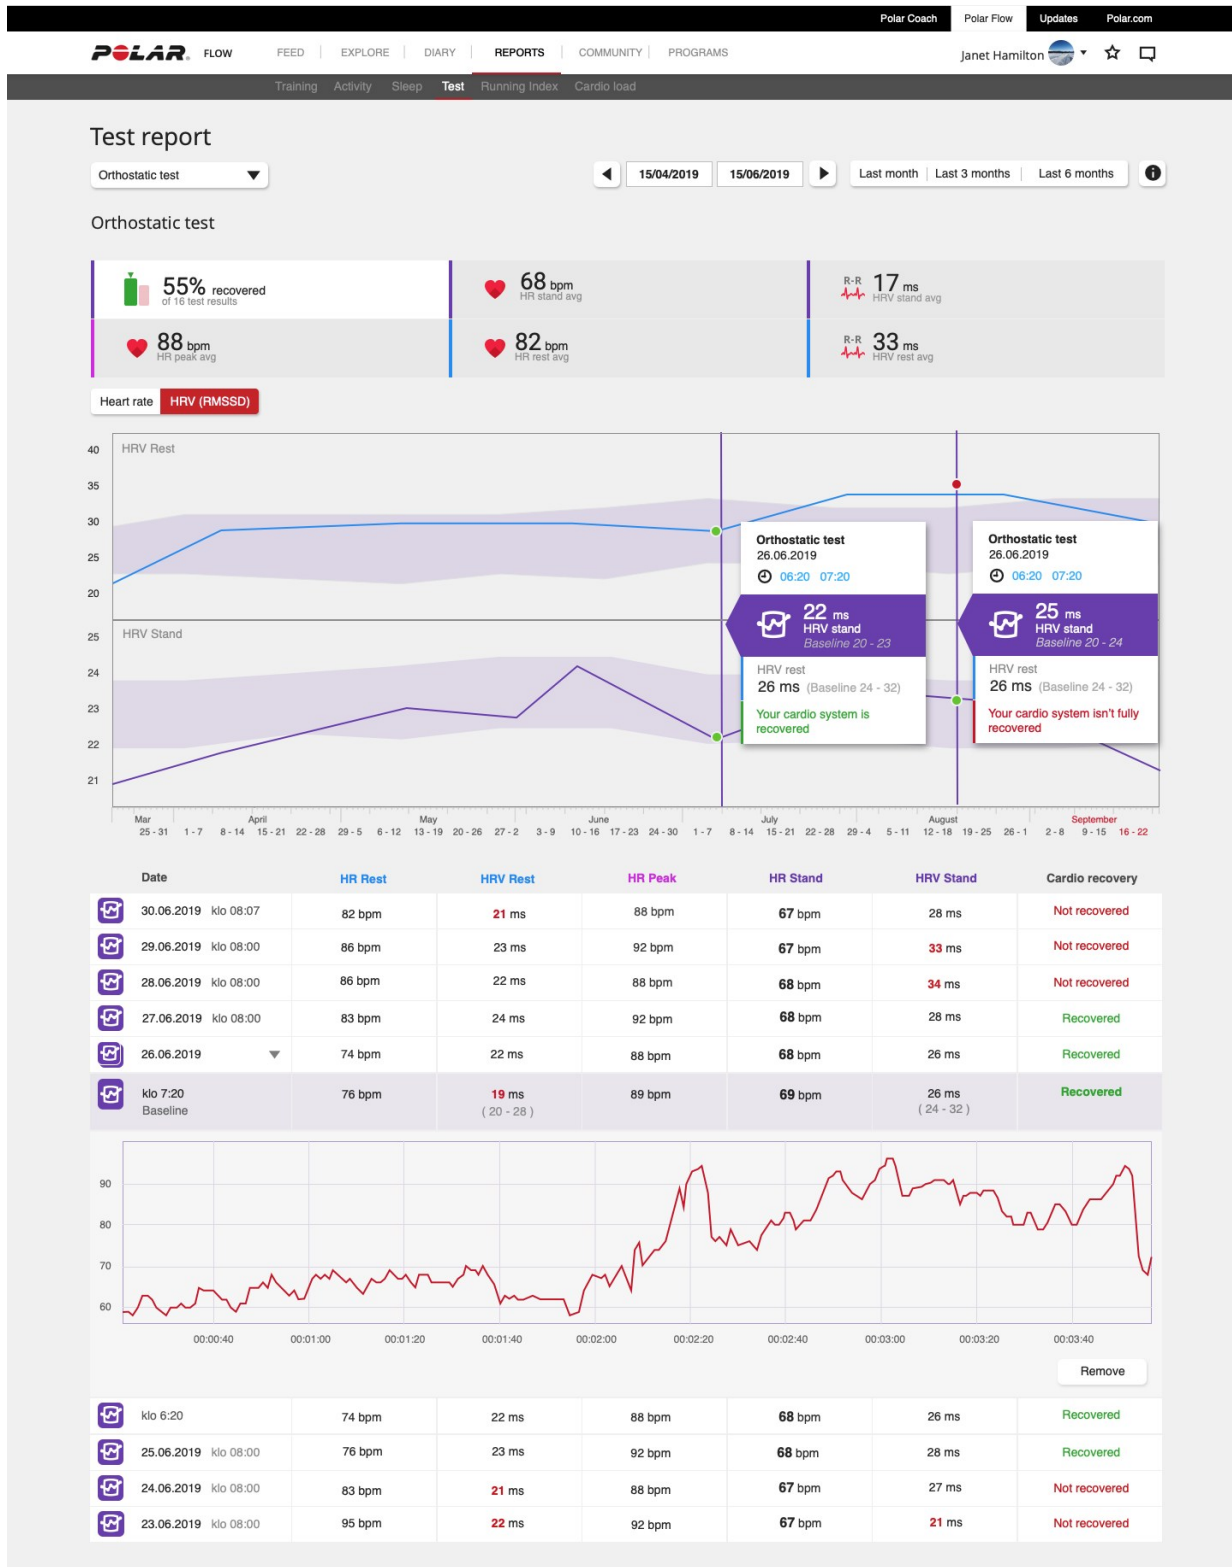 Polar Coach Polar Flow Updates Polar.com
POLAR. FLOW FEED EXPLORE DIARY REPORTS COMMUNITY PROGRAMS Janet Hamilton
Training Activity Sleep Test Running Index Cardio load
Test report
Orthostatic test 15/04/2019 15/06/2019 Last month Last 3 months Last 6 months
Orthostatic test
55% recovered
of 16 test results
68 bpm
HR stand avg
R-R 17 ms
HRV stand avg
88 bpm
HR peak avg
82 bpm
HR rest avg
R-R 33 ms
HRV rest avg
Heart rate HRV (RMSSD)
HRV Rest
40
35
30
25
20
HRV Stand
25
24
23
22
21
Orthostatic test
26.06.2019
06:20 07:20
22 ms
HRV stand
Baseline 20 - 23
HRV rest
26 ms (Baseline 24 - 32)
Your cardio system is
recovered
Orthostatic test
26.06.2019
06:20 07:20
25 ms
HRV stand
Baseline 20 - 24
HRV rest
26 ms (Baseline 24 - 32)
Your cardio system isn't fully
recovered
Mar April May June July August September
25 - 31 1 - 7 8 - 14 15 - 21 22 - 28 29 - 5 6 - 12 13 - 19 20 - 26 27 - 2 3 - 9 10 - 16 17 - 23 24 - 30 1 - 7 8 - 14 15 - 21 22 - 28 29 - 4 5 - 11 12 - 18 19 - 25 26 - 1 2 - 8 9 - 15 16 - 22
Date HR Rest HRV Rest HR Peak HR Stand HRV Stand Cardio recovery
30.06.2019 klo 08:07 82 bpm 21 ms 88 bpm 67 bpm 28 ms Not recovered
29.06.2019 klo 08:00 86 bpm 23 ms 92 bpm 67 bpm 33 ms Not recovered
28.06.2019 klo 08:00 86 bpm 22 ms 88 bpm 68 bpm 34 ms Not recovered
27.06.2019 klo 08:00 83 bpm 24 ms 92 bpm 68 bpm 28 ms Recovered
26.06.2019 74 bpm 22 ms 88 bpm 68 bpm 26 ms Recovered
klo 7:20 76 bpm 19 ms 89 bpm 69 bpm 26 ms Recovered
Baseline ( 20 - 28 ) ( 24 - 32 )
90
80
70
60
00:00:40 00:01:00 00:01:20 00:01:40 00:02:00 00:02:20 00:02:40 00:03:00 00:03:20 00:03:40
Remove
klo 6:20 74 bpm 22 ms 88 bpm 68 bpm 26 ms Recovered
25.06.2019 klo 08:00 76 bpm 23 ms 92 bpm 68 bpm 28 ms Recovered
24.06.2019 klo 08:00 83 bpm 21 ms 88 bpm 67 bpm 27 ms Not recovered
23.06.2019 klo 08:00 95 bpm 22 ms 92 bpm 67 bpm 21 ms Not recovered